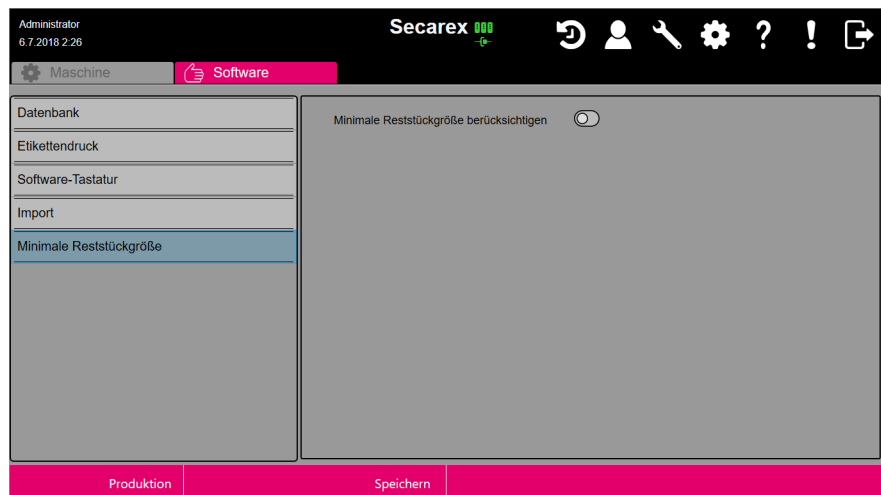 Administrator
6.7.2018 2:26
Secarex
Maschine
Software
Datenbank
Etikettendruck
Software-Tastatur
Import
Minimale Reststückgröße
Minimale Reststückgröße berücksichtigen
Produktion
Speichern